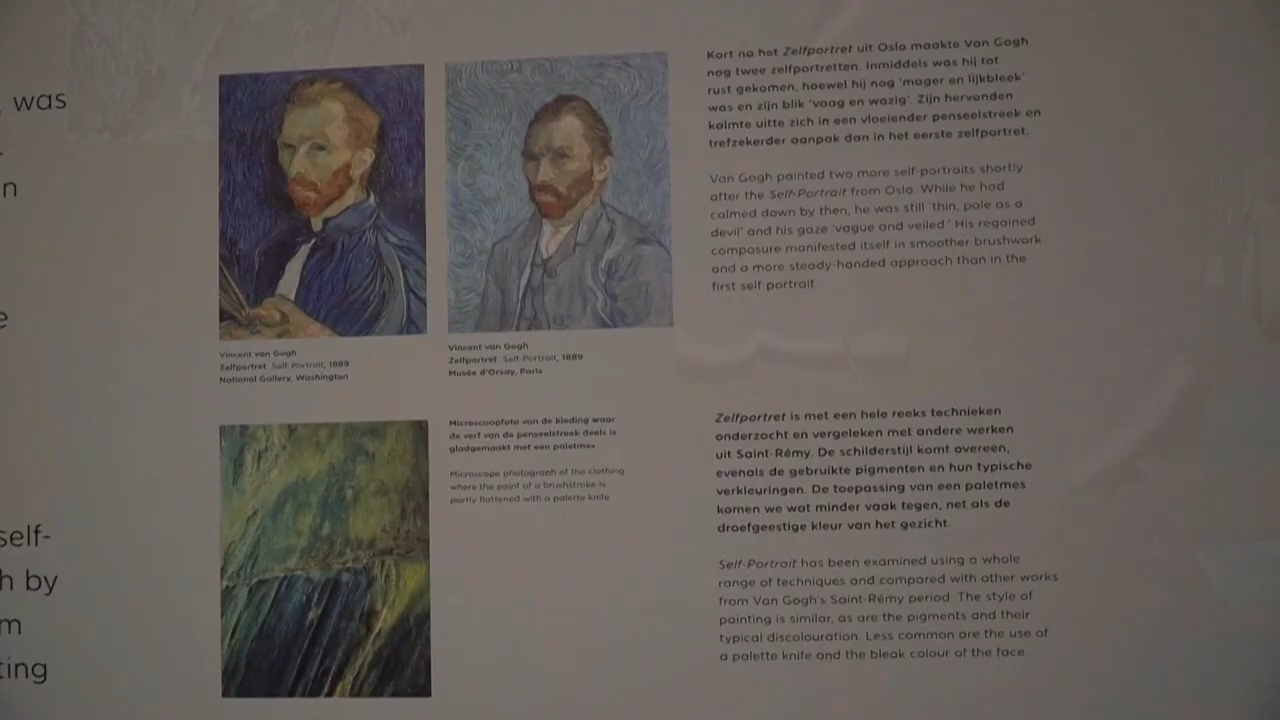 was
n
e
self-
h by
m
ting
Vincent van Gogh
Zelfportret Self-Portrait, 1889
National Gallery, Washington
Vincent van Gogh
Zelfportret Self-Portrait, 1889
Musée d'Orsay, Paris
Kort na het Zelfportret uit Oslo maakte Van Gogh
nog twee zelfportretten. Inmiddels was hij tot
rust gekomen, hoewel hij nog 'mager en lijkbleek'
was en zijn blik 'vaag en wazig'. Zijn hervonden
kalmte uitte zich in een vloeiender penseelstreek en
trefzekerder aanpak dan in het eerste zelfportret.
Van Gogh painted two more self-portraits shortly
after the Self-Portrait from Oslo. While he had
calmed down by then, he was still 'thin, pale as a
devil' and his gaze 'vague and veiled.' His regained
composure manifested itself in smoother brushwork
and a more steady-handed approach than in the
first self portrait
Microscoopfoto van de kleding waar
de verf van de penseelstreek deels is
gladgemaakt met een paletmes
Microscope photograph of the clothing
where the paint of a brushstroke is
partly flattened with a palette knife
Zelfportret is met een hele reeks technieken
onderzocht en vergeleken met andere werken
uit Saint-Rémy. De schilderstijl komt overeen,
evenals de gebruikte pigmenten en hun typische
verkleuringen. De toepassing van een paletmes
komen we wat minder vaak tegen, net als de
droefgeestige kleur van het gezicht.
Self-Portrait has been examined using a whole
range of techniques and compared with other works
from Van Gogh's Saint-Rémy period. The style of
painting is similar, as are the pigments and their
typical discolouration. Less common are the use of
a palette knife and the bleak colour of the face.